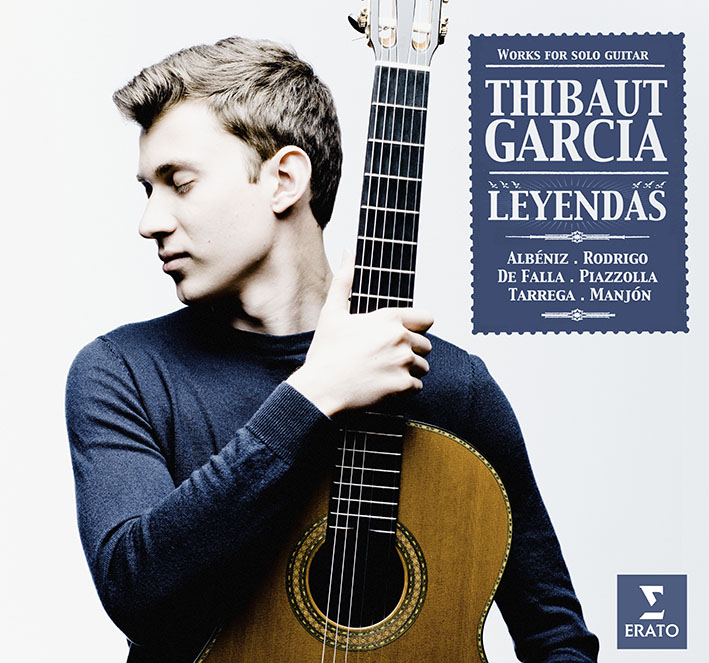 WORKS FOR SOLO GUITAR
THIBAUT
GARCIA
LEYENDAS
ALBÉNIZ . RODRIGO
DE FALLA . PIAZZOLLA
TARREGA . MANJÓN
ERATO